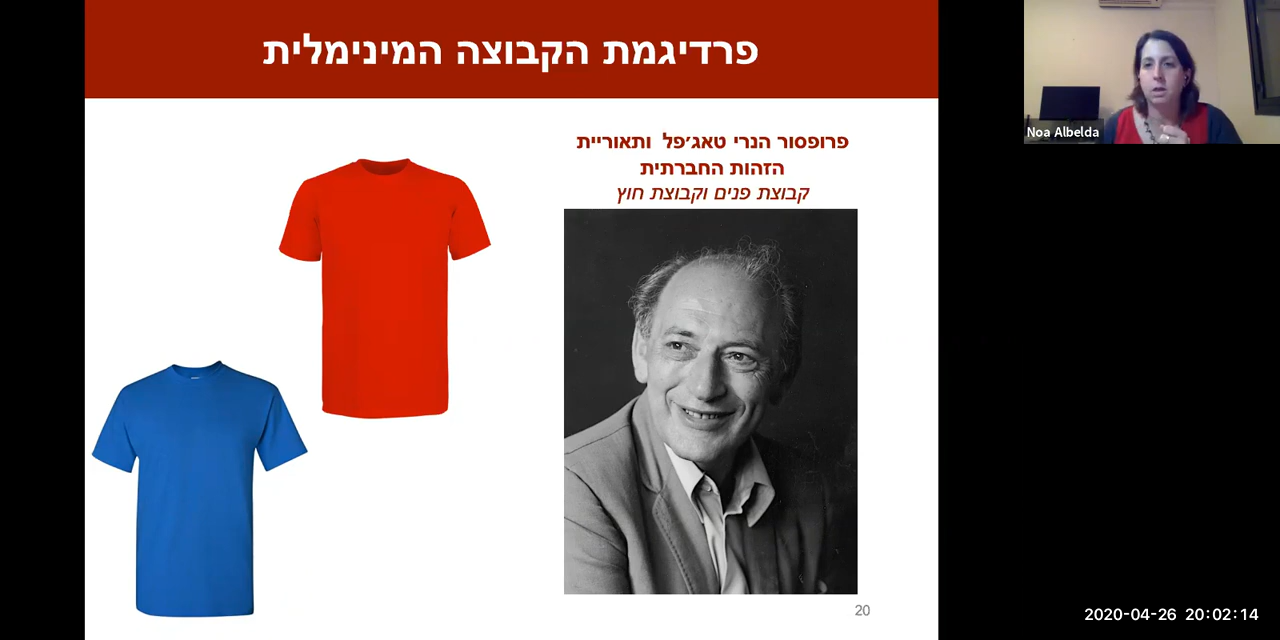 פרדיגמת הקבוצה המינימלית
פרופסור הנרי טאג׳פל ותאוריית
הזהות החברתית
קבוצת פנים וקבוצת חוץ
20
Noa Albelda
2020-04-26 20:02:14